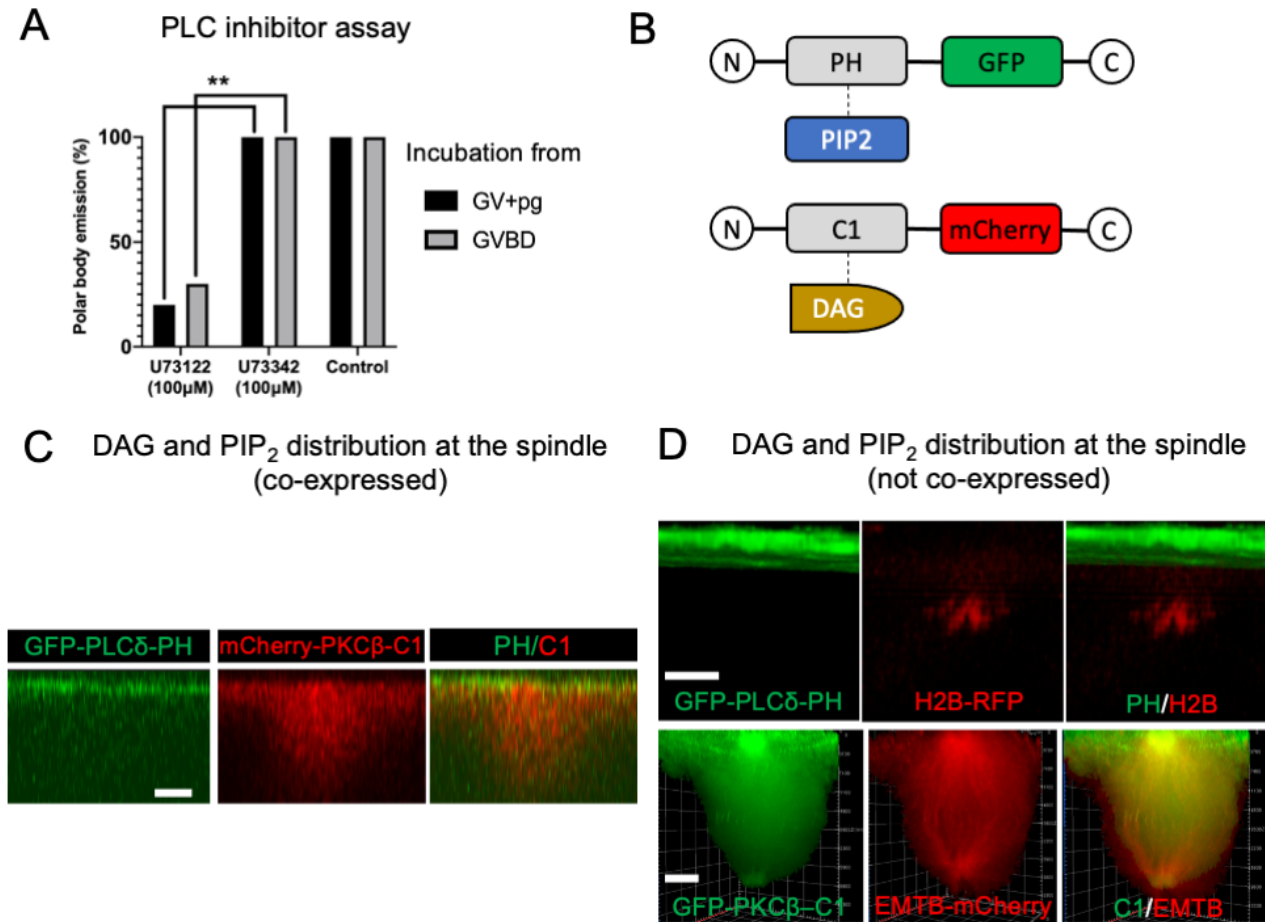 A
PLC inhibitor assay
**
Polar body emission (%)
100
50
0
U73122
(100µM)
U73342
(100µM)
Control
Incubation from
GV+pg
GVBD
B
N
PH
GFP
C
PIP2
N
C1
mCherry
C
DAG
C
DAG and PIP2 distribution at the spindle
(co-expressed)
GFP-PLCδ-PH
mCherry-PKCβ-C1
PH/C1
D
DAG and PIP2 distribution at the spindle
(not co-expressed)
GFP-PLCδ-PH
H2B-RFP
PH/H2B
GFP-PKCβ–C1
EMTB-mCherry
C1/EMTB